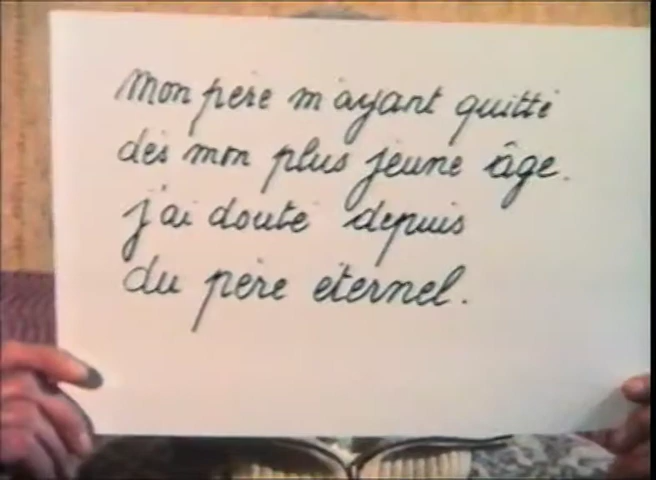 Mon père m'ayant quitté
dès mon plus jeune âge.
j'ai douté depuis
du père éternel.